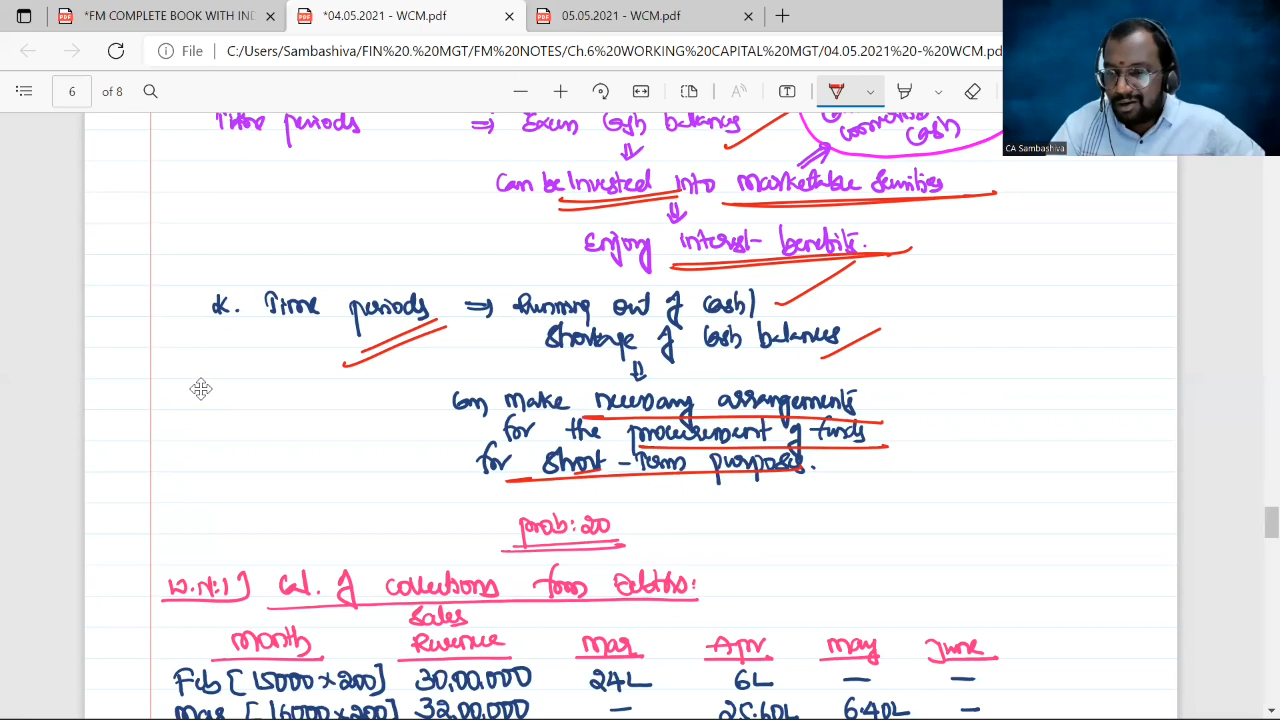 *FM COMPLETE BOOK WITH IND
*04.05.2021 - WCM.pdf
05.05.2021 - WCM.pdf
File
C:/Users/Sambashiva/FIN%20.%20MGT/FM%20NOTES/Ch.6%20WORKING%20CAPITAL%20MGT/04.05.2021%20-%20WCM.pd
6 of 8
CA Sambashiva
Time periods ⇒ Excess Cash balances
Cash
⇓
Can be Invested into Marketable Securities
⇓
Enjoy interest benefits.
*. Time periods ⇒ Running out of Cash/
Shortage of Cash balances
⇓
Can make necessary arrangements
for the procurement of funds
for short-Term purposes.
prob:20
W.N:1] Cal. of collections from Debtors:
Month Sales Revenue Mar Apr May June
Feb [15000×200] 30,00,000 24L 6L — —
Mar [16000×200] 32,00,000 — 25.60L 6.40L —